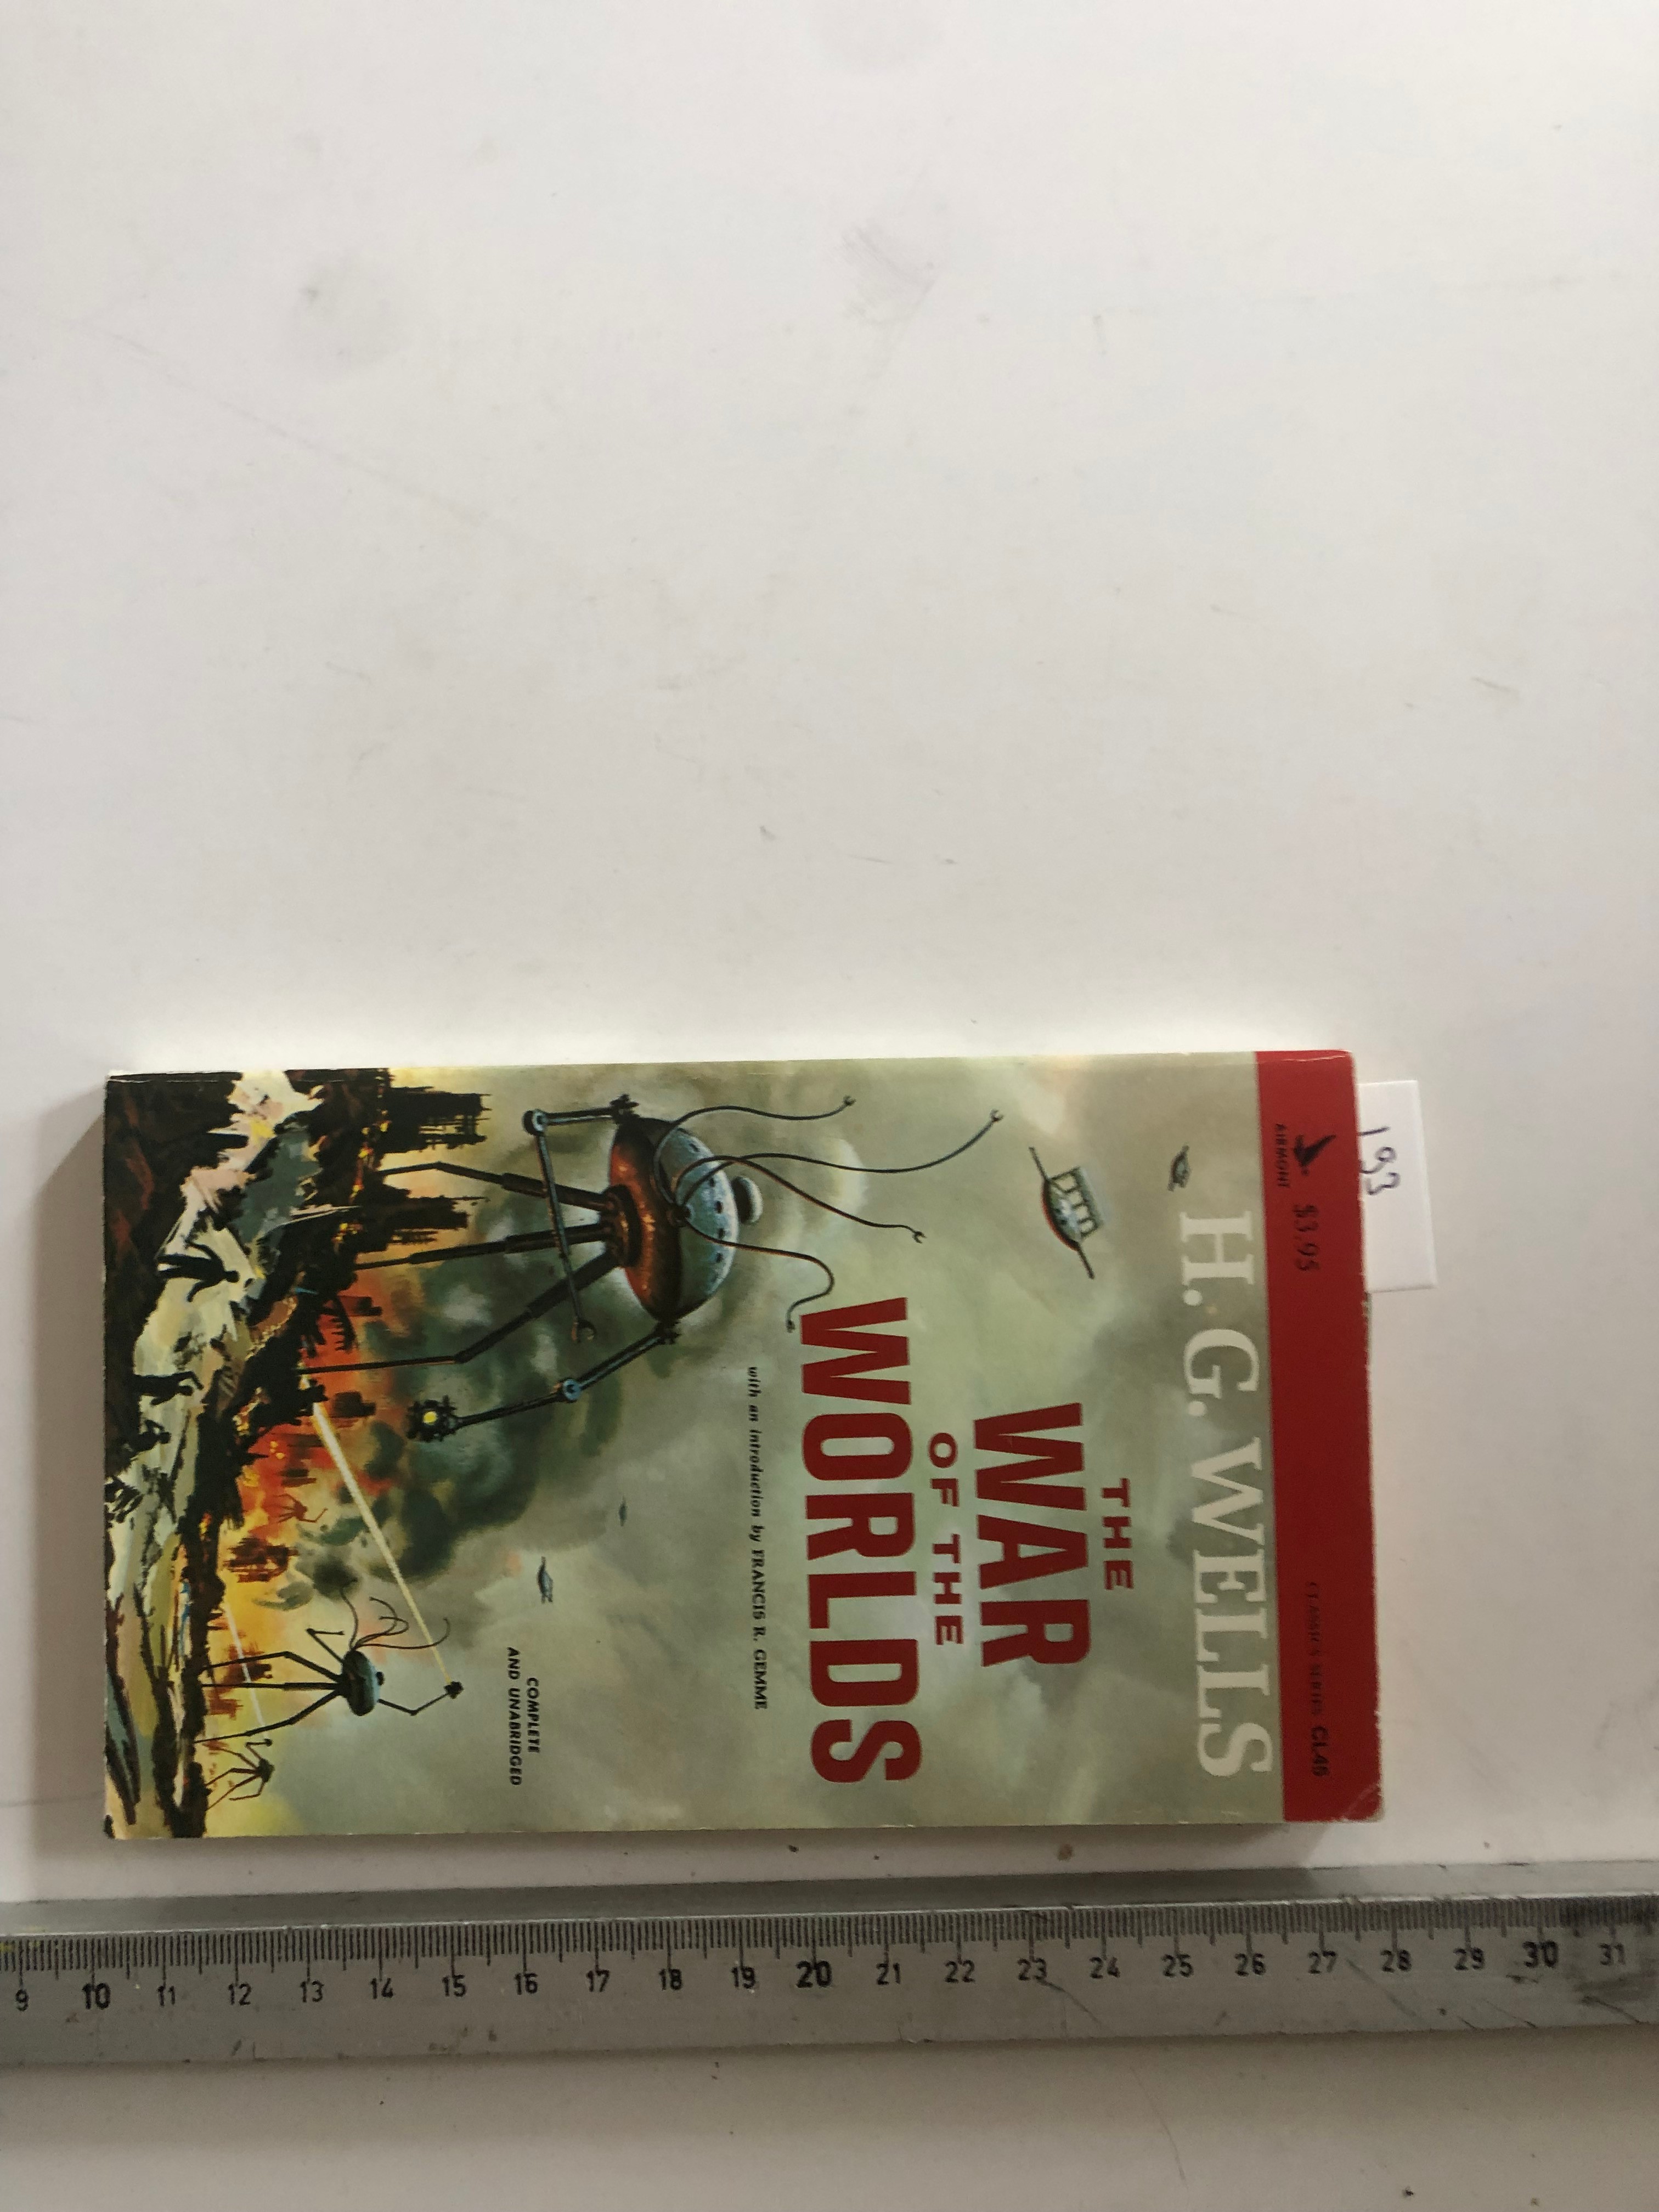 193
AIRMONT
$3.95
CLASSICS SERIES CL46
H. G. WELLS
THE
WAR
OF THE
WORLDS
with an introduction by FRANCIS R. GEMME
COMPLETE
AND UNABRIDGED
9 10 11 12 13 14 15 16 17 18 19 20 21 22 23 24 25 26 27 28 29 30 31